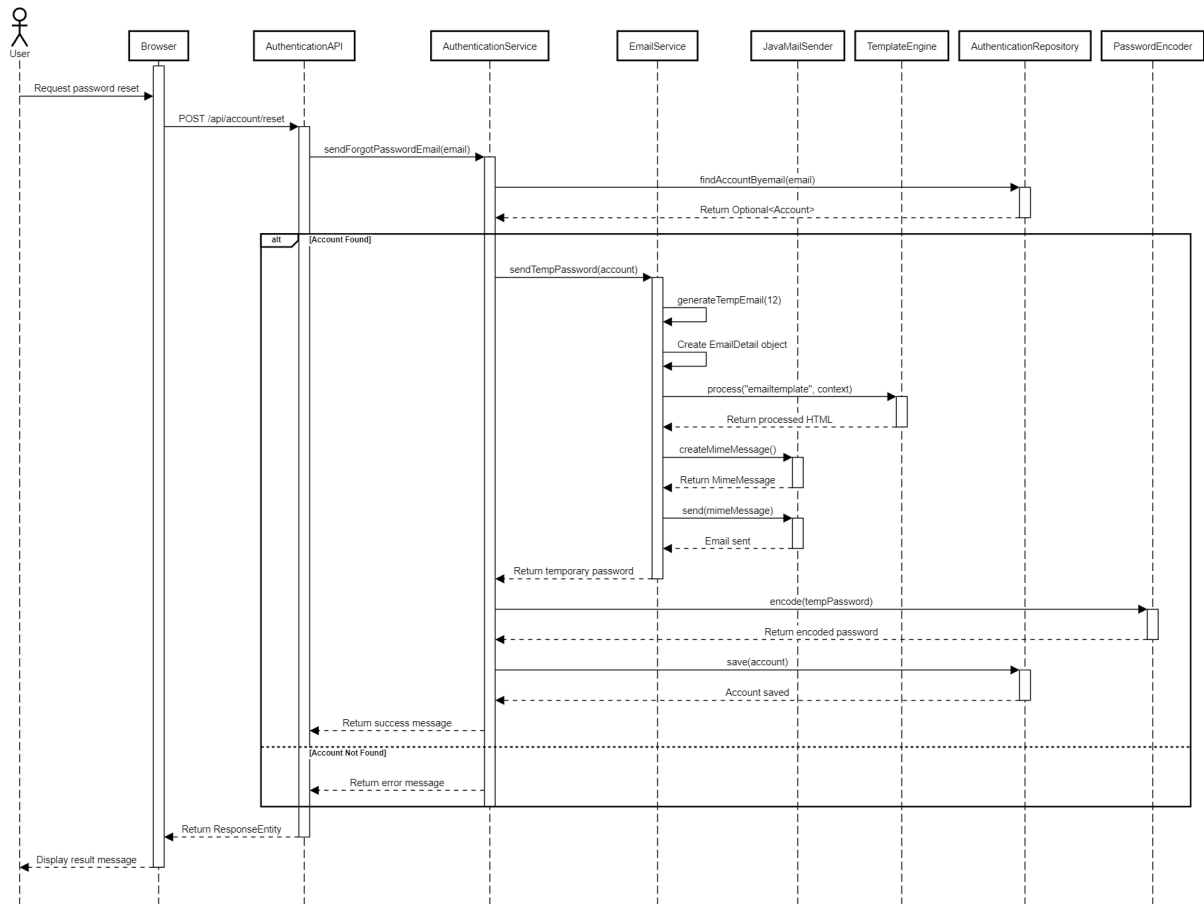 User
Browser
AuthenticationAPI
AuthenticationService
EmailService
JavaMailSender
TemplateEngine
AuthenticationRepository
PasswordEncoder
Request password reset
POST /api/account/reset
sendForgotPasswordEmail(email)
findAccountByemail(email)
Return Optional<Account>
alt
[Account Found]
sendTempPassword(account)
generateTempEmail(12)
Create EmailDetail object
process("emailtemplate", context)
Return processed HTML
createMimeMessage()
Return MimeMessage
send(mimeMessage)
Email sent
Return temporary password
encode(tempPassword)
Return encoded password
save(account)
Account saved
Return success message
[Account Not Found]
Return error message
Return ResponseEntity
Display result message